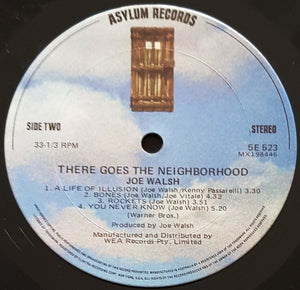 ASYLUM RECORDS
SIDE TWO
33-1/3 RPM
STEREO
5E 523
MX198446
THERE GOES THE NEIGHBORHOOD
JOE WALSH
1. A LIFE OF ILLUSION (Joe Walsh/Kenny Passarelli) 3.30
2. BONES (Joe Walsh/Joe Vitale) 4.32
3. ROCKETS (Joe Walsh) 3.51
4. YOU NEVER KNOW (Joe Walsh) 5.20
(Warner Bros.)
Produced by Joe Walsh
Manufactured and Distributed by
WEA Records Pty. Limited